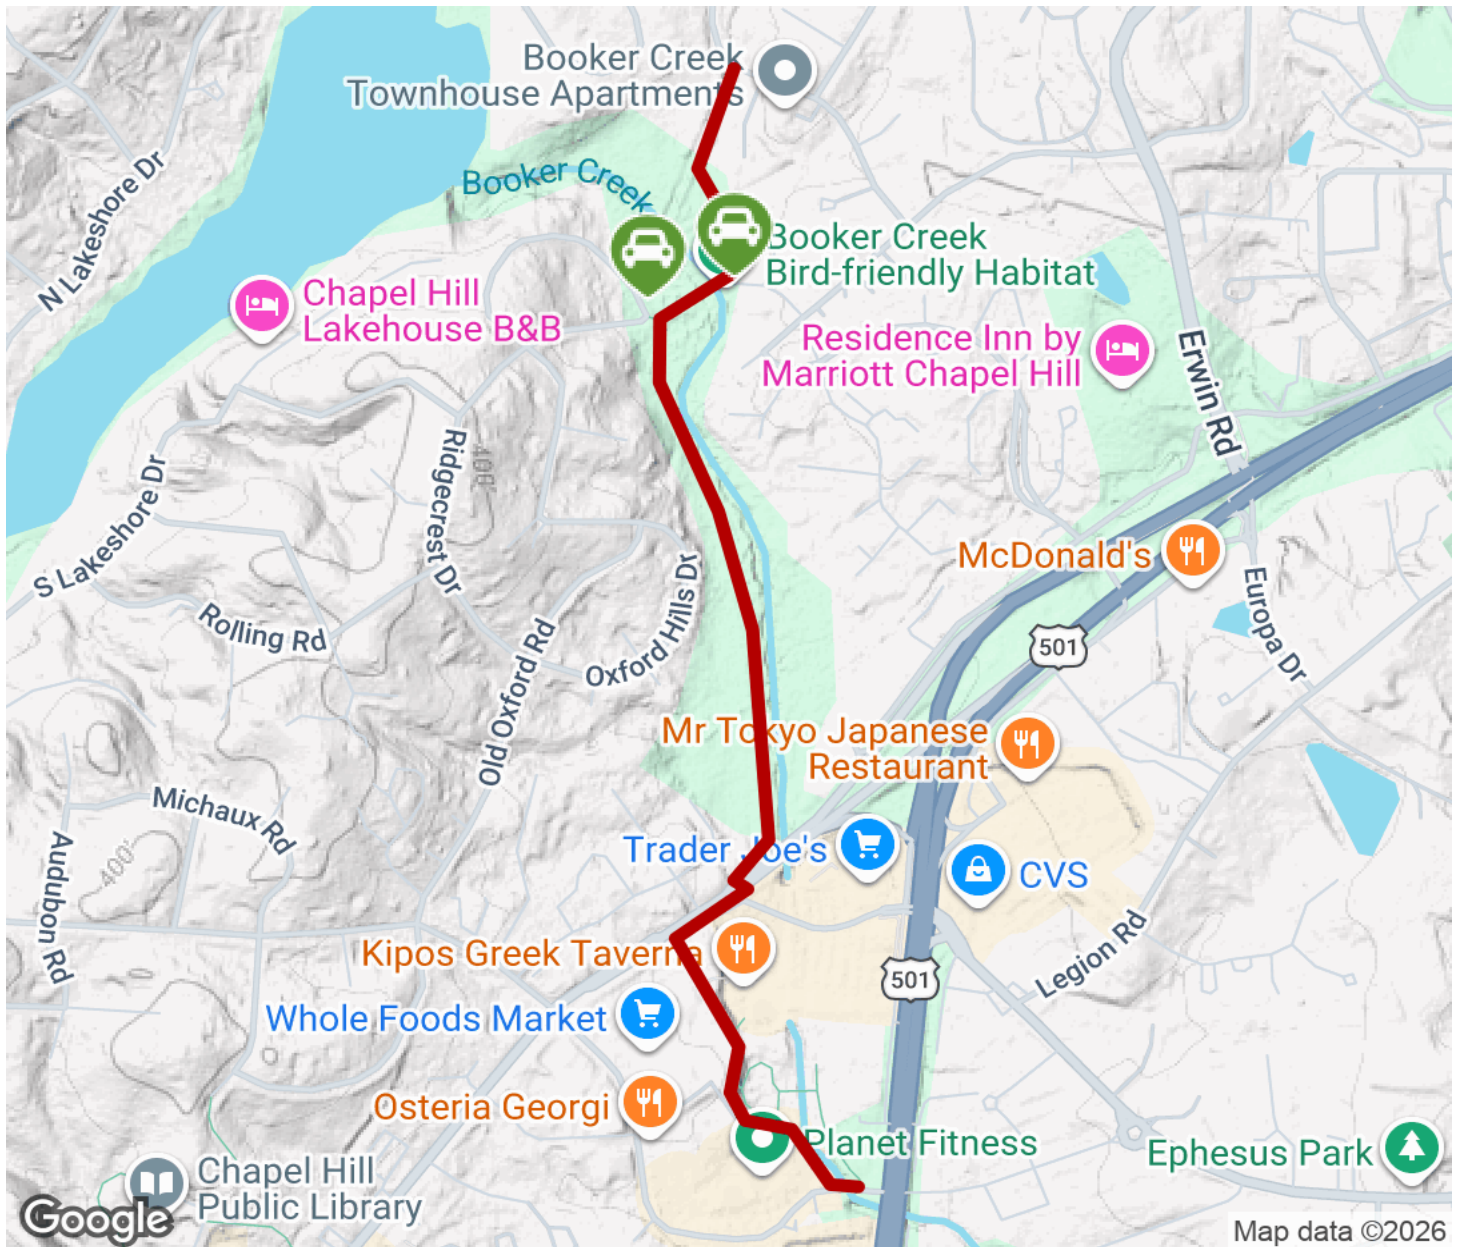 Booker Creek
Townhouse Apartments
Booker Creek
N Lakeshore Dr
Booker Creek
Bird-friendly Habitat
Chapel Hill
Lakehouse B&B
Residence Inn by
Marriott Chapel Hill
Erwin Rd
Ridgecrest Dr
400'
S Lakeshore Dr
McDonald's
Rolling Rd
Oxford Hills Dr
Europa Dr
501
Old Oxford Rd
Mr Tokyo Japanese
Restaurant
Michaux Rd
Audubon Rd
400'
Trader Joe's
CVS
Kipos Greek Taverna
Legion Rd
501
Whole Foods Market
Osteria Georgi
Planet Fitness
Ephesus Park
Chapel Hill
Public Library
Google
Map data ©2026